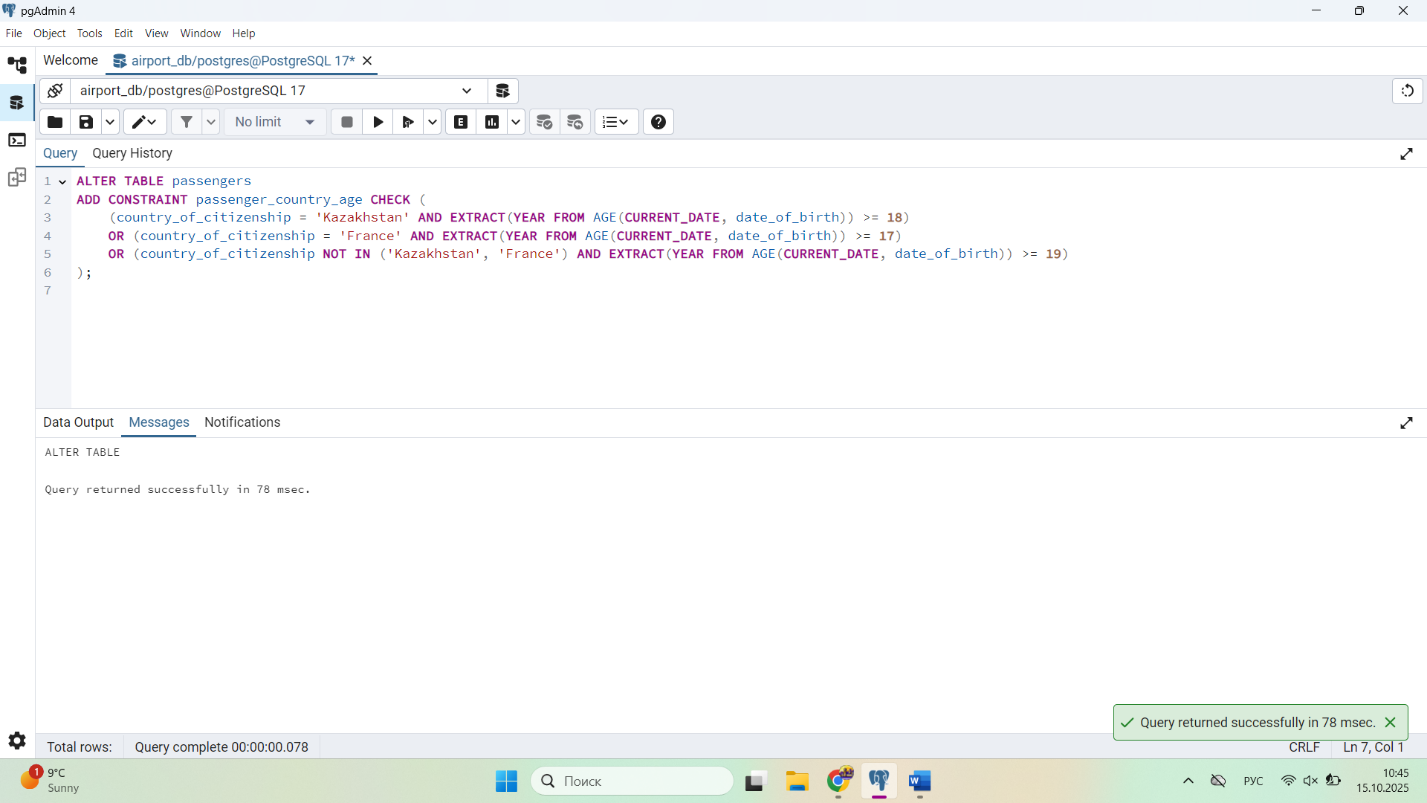 pgAdmin 4
File Object Tools Edit View Window Help
Welcome airport_db/postgres@PostgreSQL 17*
airport_db/postgres@PostgreSQL 17
No limit E
Query Query History
1 ALTER TABLE passengers
2 ADD CONSTRAINT passenger_country_age CHECK (
3 (country_of_citizenship = 'Kazakhstan' AND EXTRACT(YEAR FROM AGE(CURRENT_DATE, date_of_birth)) >= 18)
4 OR (country_of_citizenship = 'France' AND EXTRACT(YEAR FROM AGE(CURRENT_DATE, date_of_birth)) >= 17)
5 OR (country_of_citizenship NOT IN ('Kazakhstan', 'France') AND EXTRACT(YEAR FROM AGE(CURRENT_DATE, date_of_birth)) >= 19)
6 );
7
Data Output Messages Notifications
ALTER TABLE
Query returned successfully in 78 msec.
Query returned successfully in 78 msec.
Total rows: Query complete 00:00:00.078 CRLF Ln 7, Col 1
1 9°C
Sunny
Поиск
РУС
10:45
15.10.2025